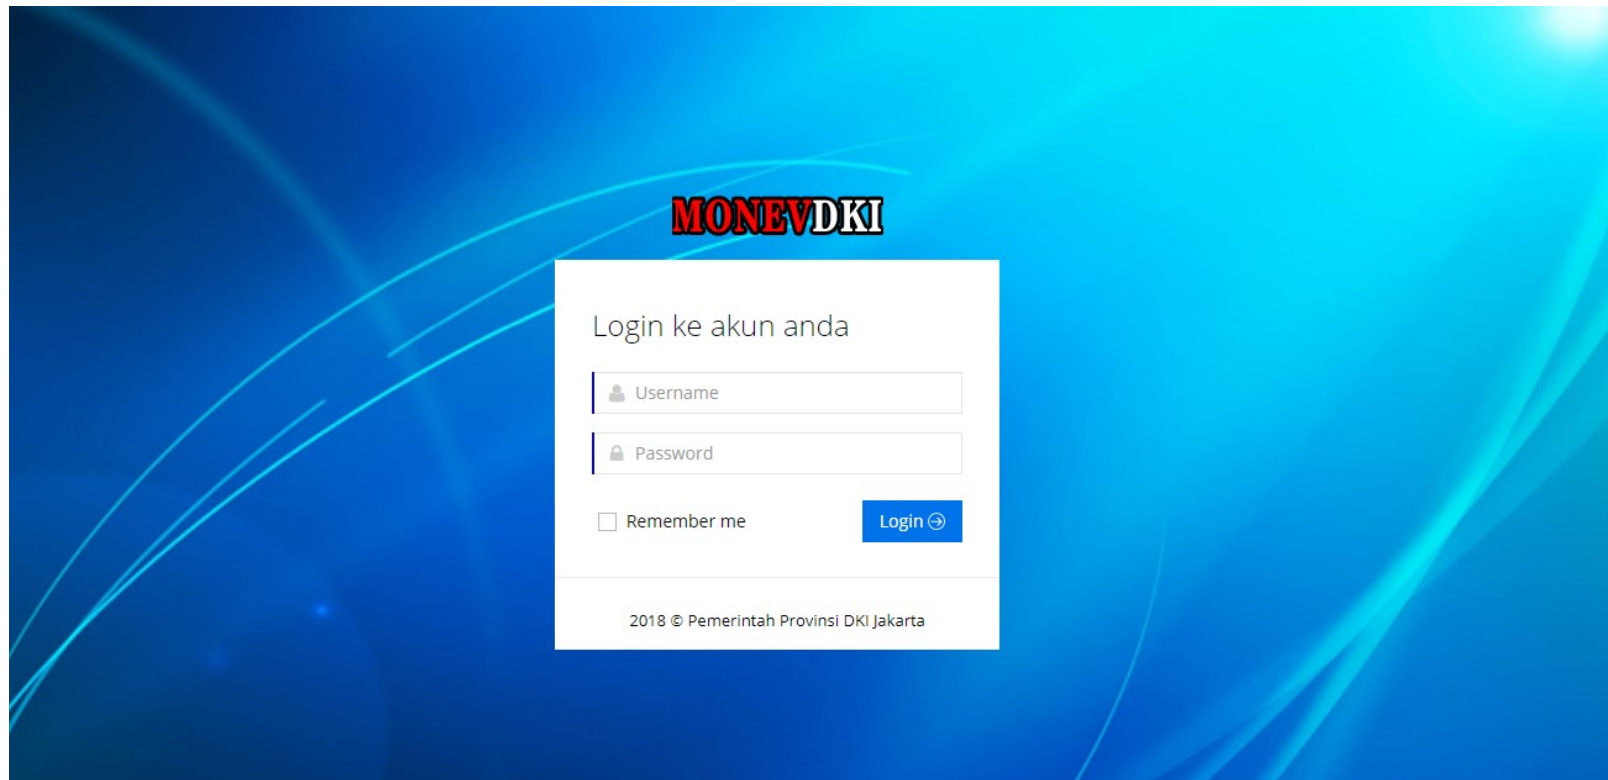 MONEVDKI
Login ke akun anda
Username
Password
Remember me
Login
2018 © Pemerintah Provinsi DKI Jakarta